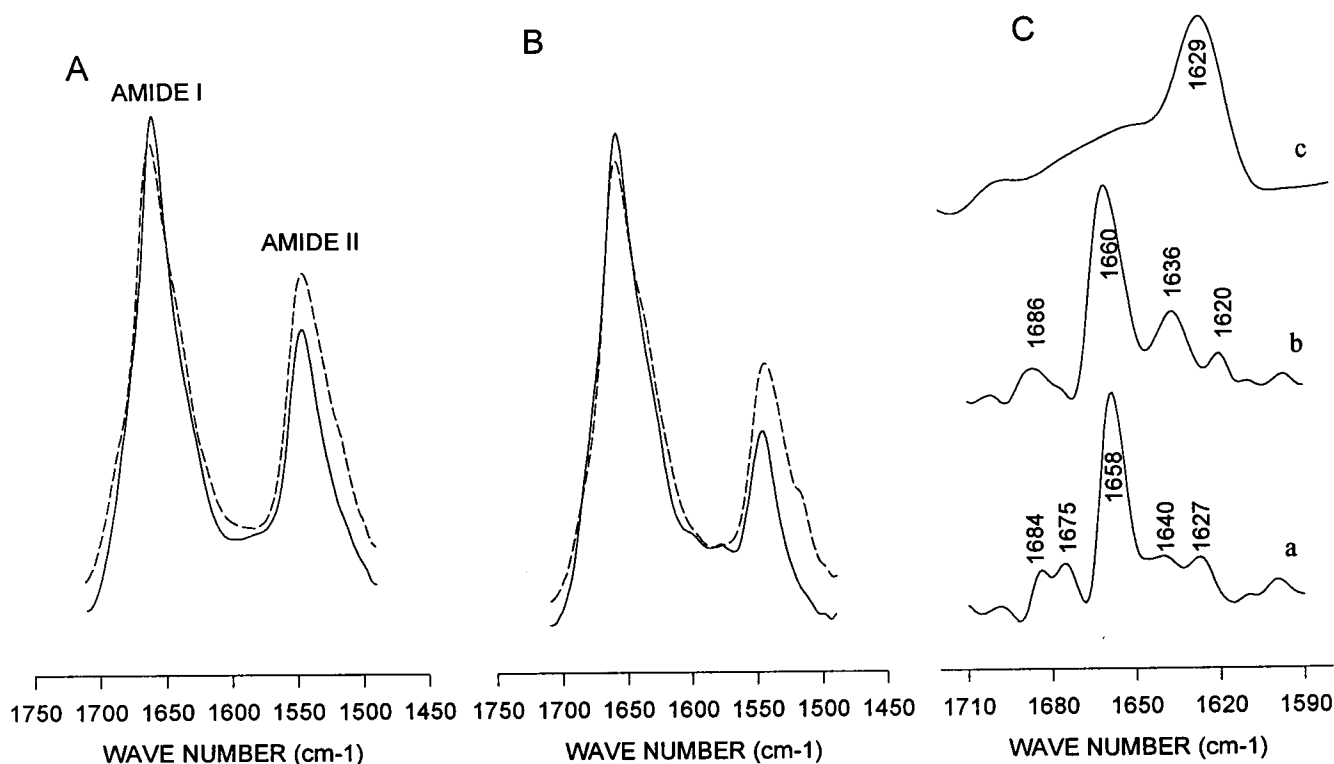 A
AMIDE I
AMIDE II
1750 1700 1650 1600 1550 1500 1450
WAVE NUMBER (cm-1)
B
1750 1700 1650 1600 1550 1500 1450
WAVE NUMBER (cm-1)
C
1629
c
1686
1660
1636
1620
b
1684
1675
1658
1640
1627
a
1710 1680 1650 1620 1590
WAVE NUMBER (cm-1)